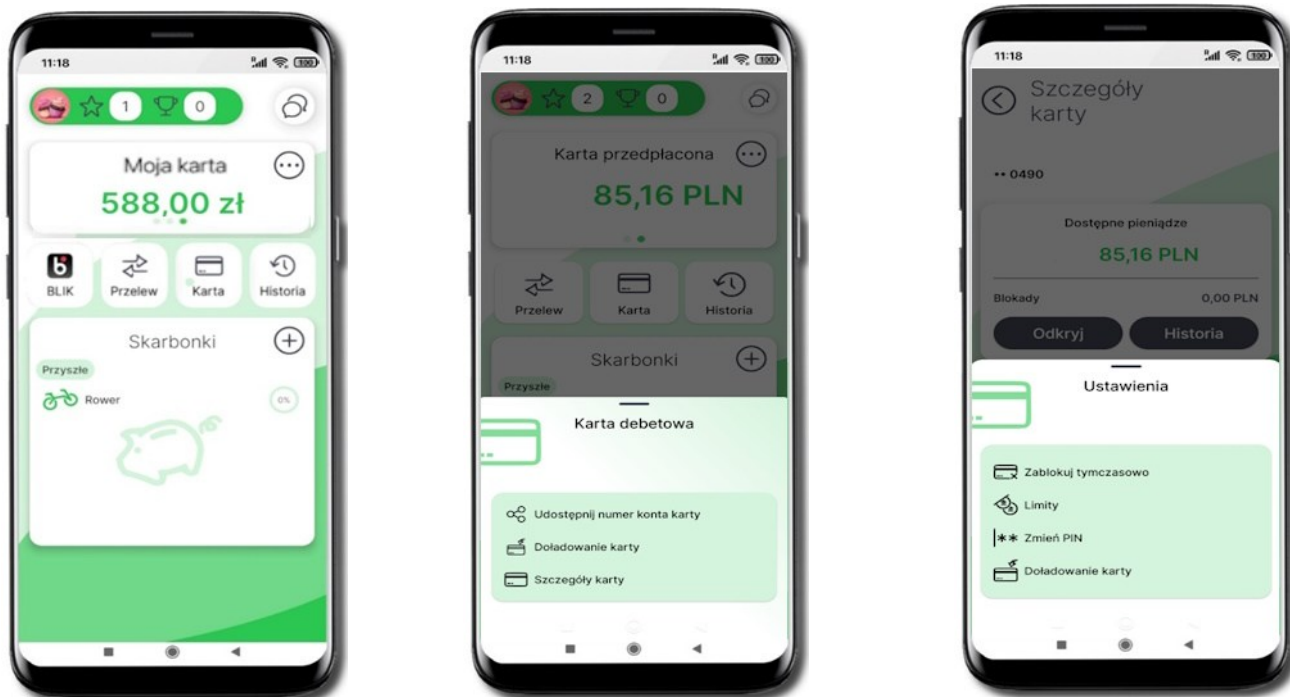 11:18
100
1
0
Moja karta
588,00 zł
b
BLIK
Przelew
Karta
Historia
Skarbonki
Przyszłe
Rower
0%
11:18
100
2
0
Karta przedpłacona
85,16 PLN
Przelew
Karta
Historia
Skarbonki
Przyszłe
Karta debetowa
Udostępnij numer konta karty
Doładowanie karty
Szczegóły karty
11:18
100
Szczegóły
karty
•• 0490
Dostępne pieniądze
85,16 PLN
Blokady 0,00 PLN
Odkryj Historia
Ustawienia
Zablokuj tymczasowo
Limity
** Zmień PIN
Doładowanie karty